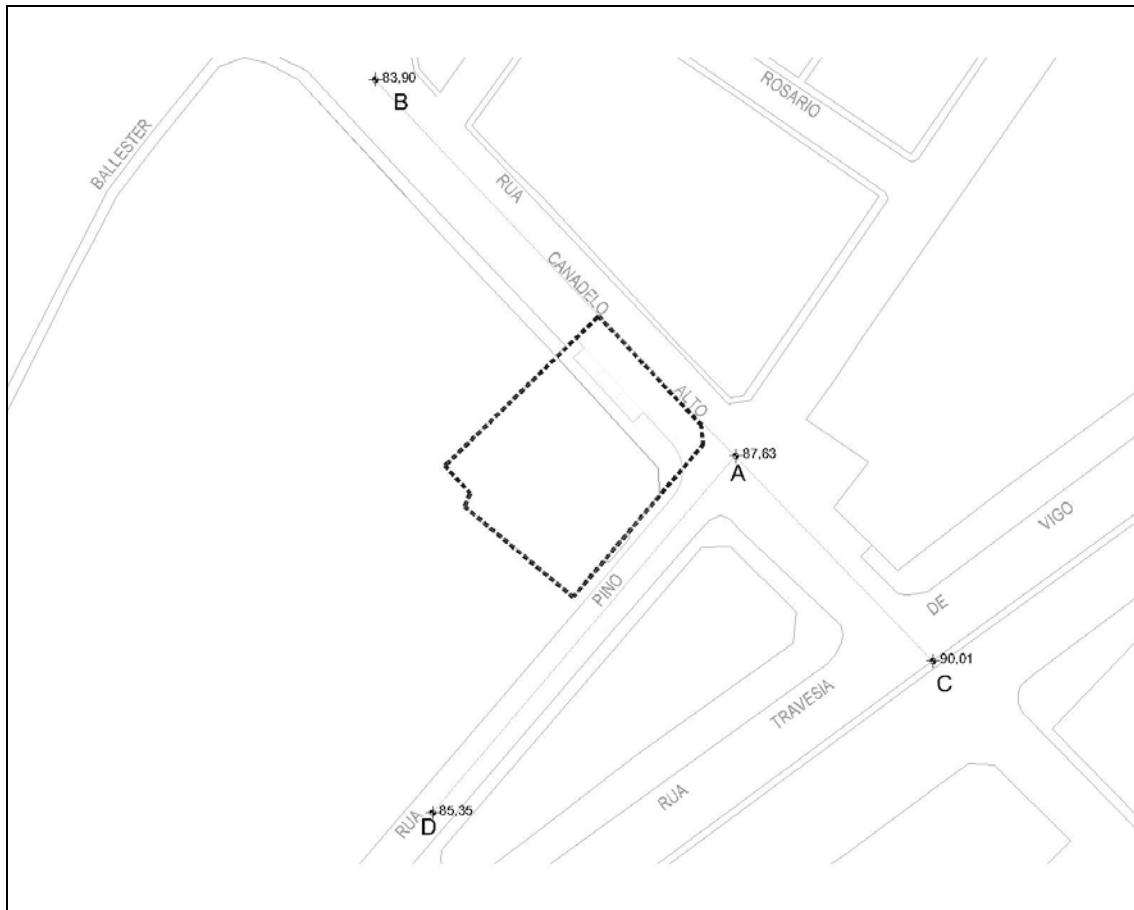 83,90
B
ROSARIO
BALLESTER
RUA
CANADELO
ALTO
87,63
A
VIGO
DE
PINO
90,01
C
TRAVESIA
RUA
85,35
RUA
D